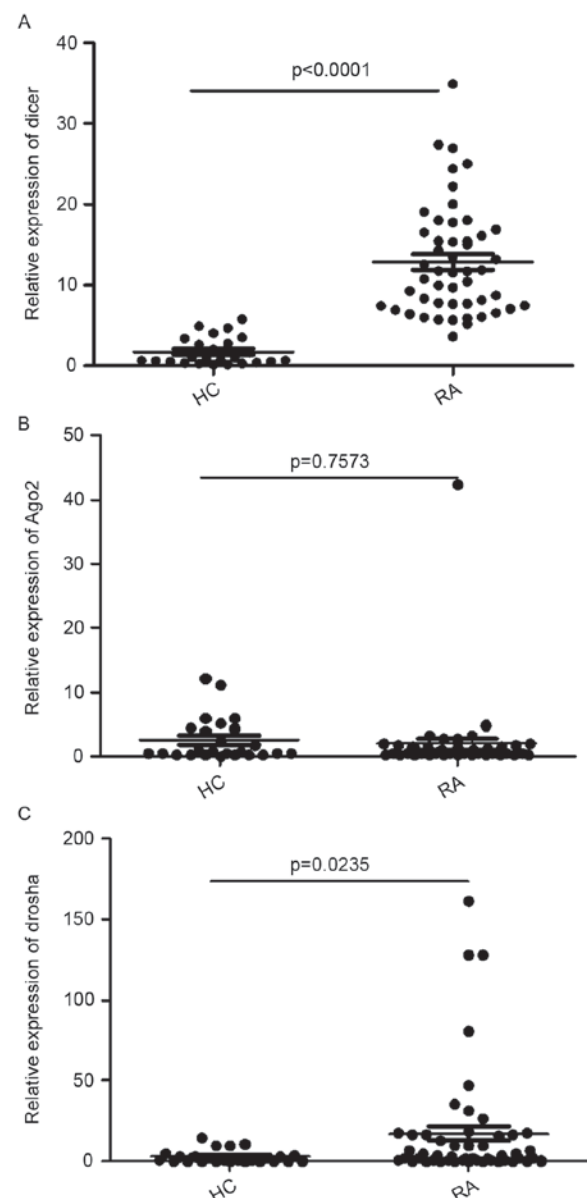 A
40
p<0.0001
30
Relative expression of dicer
20
10
0
HC
RA
B
50
p=0.7573
40
Relative expression of Ago2
30
20
10
0
HC
RA
C
200
p=0.0235
150
Relative expression of drosha
100
50
0
HC
RA